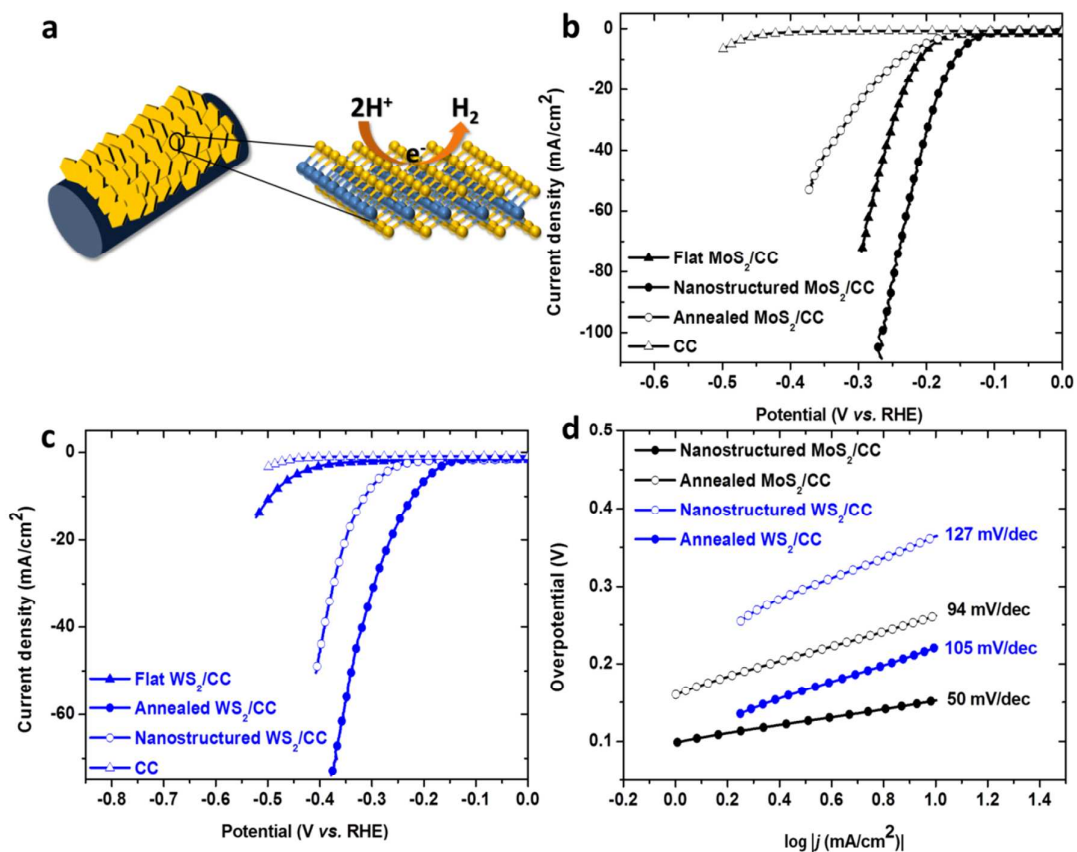 a
2H⁺
H₂
e⁻
b
0
-20
-40
-60
-80
-100
Current density (mA/cm²)
Flat MoS₂/CC
Nanostructured MoS₂/CC
Annealed MoS₂/CC
CC
-0.6
-0.5
-0.4
-0.3
-0.2
-0.1
0.0
Potential (V vs. RHE)
c
0
-20
-40
-60
Current density (mA/cm²)
Flat WS₂/CC
Annealed WS₂/CC
Nanostructured WS₂/CC
CC
-0.8
-0.7
-0.6
-0.5
-0.4
-0.3
-0.2
-0.1
0.0
Potential (V vs. RHE)
d
0.5
0.4
0.3
0.2
0.1
Overpotential (V)
Nanostructured MoS₂/CC
Annealed MoS₂/CC
Nanostructured WS₂/CC
Annealed WS₂/CC
127 mV/dec
94 mV/dec
105 mV/dec
50 mV/dec
-0.2
0.0
0.2
0.4
0.6
0.8
1.0
1.2
1.4
log |j (mA/cm²)|